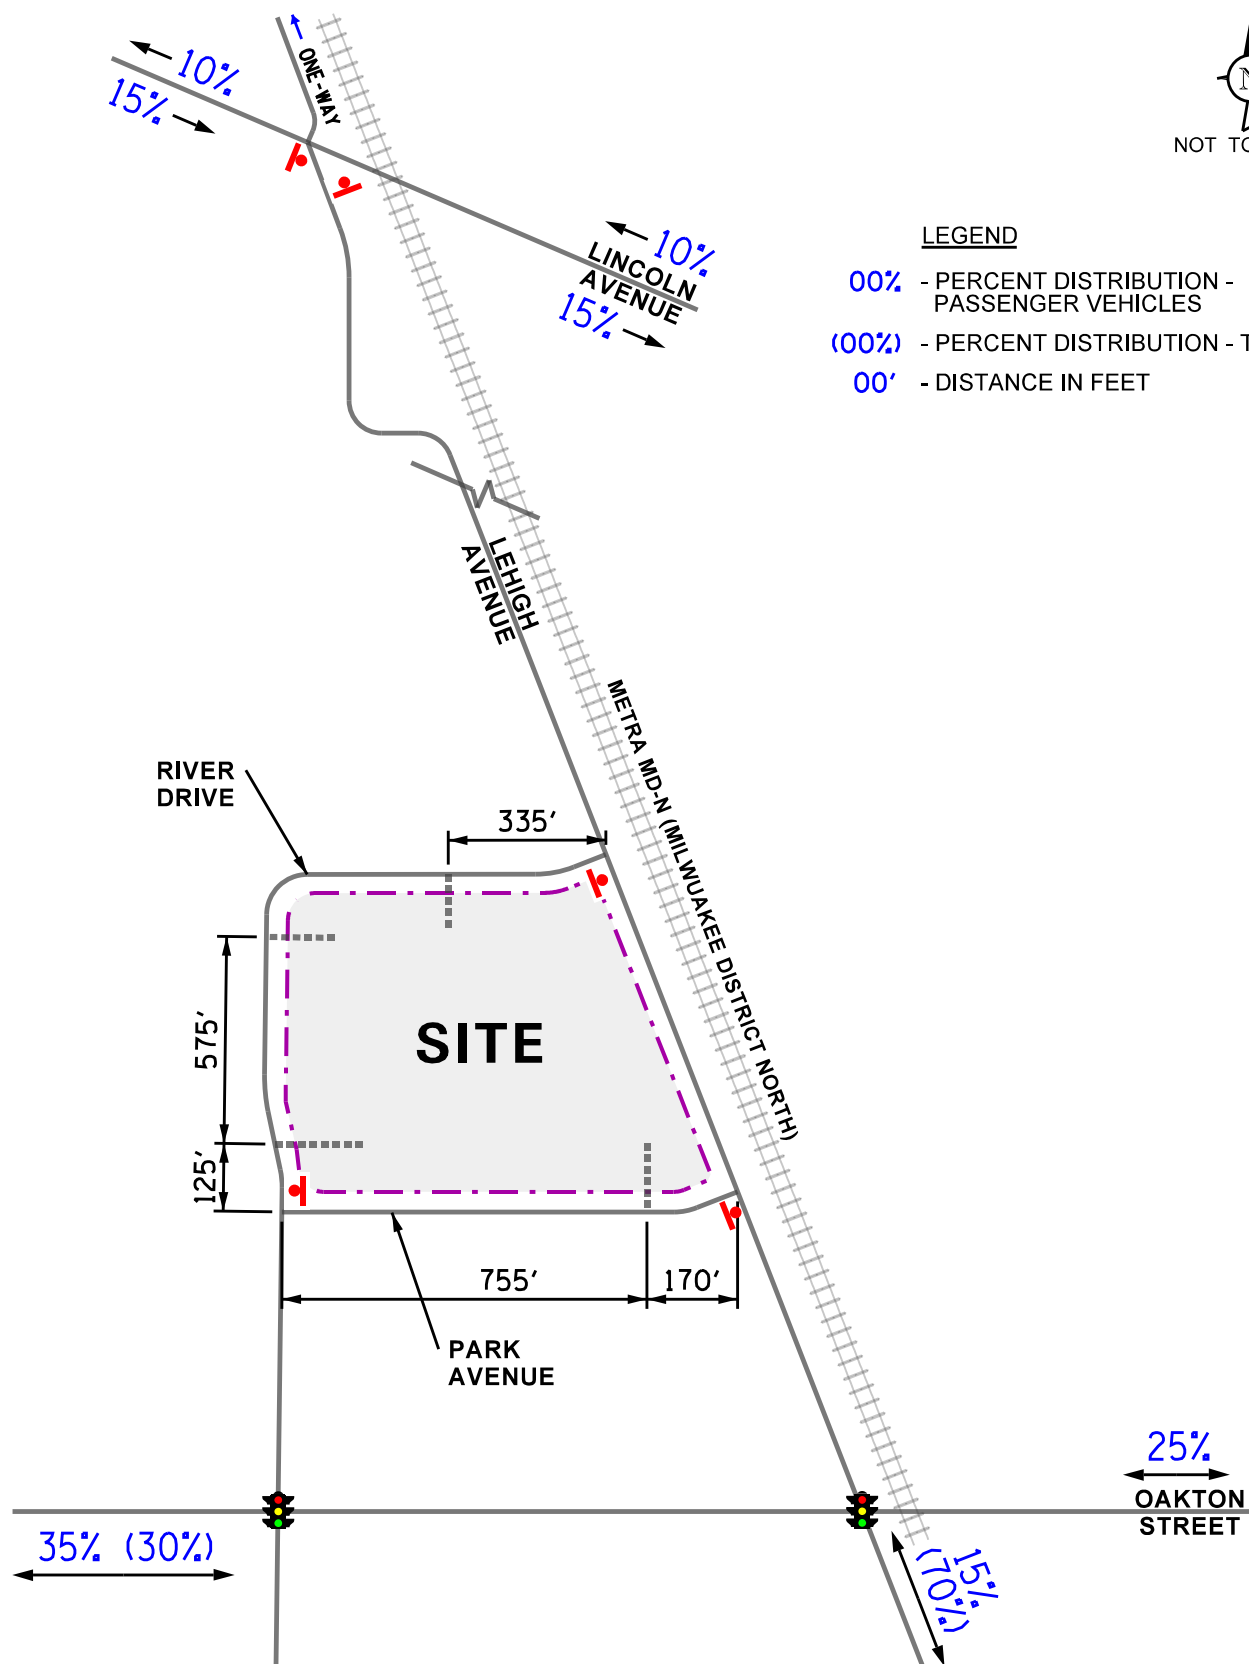 10%
15%
ONE-WAY
N
NOT TO
10%
LINCOLN
AVENUE
15%
LEGEND
00% - PERCENT DISTRIBUTION -
PASSENGER VEHICLES
(00%) - PERCENT DISTRIBUTION - T
00' - DISTANCE IN FEET
LEHIGH
AVENUE
METRA MD-N (MILWUAKEE DISTRICT NORTH)
RIVER
DRIVE
335'
575'
SITE
125'
755'
170'
PARK
AVENUE
25%
OAKTON
STREET
35% (30%)
15%
(70%)